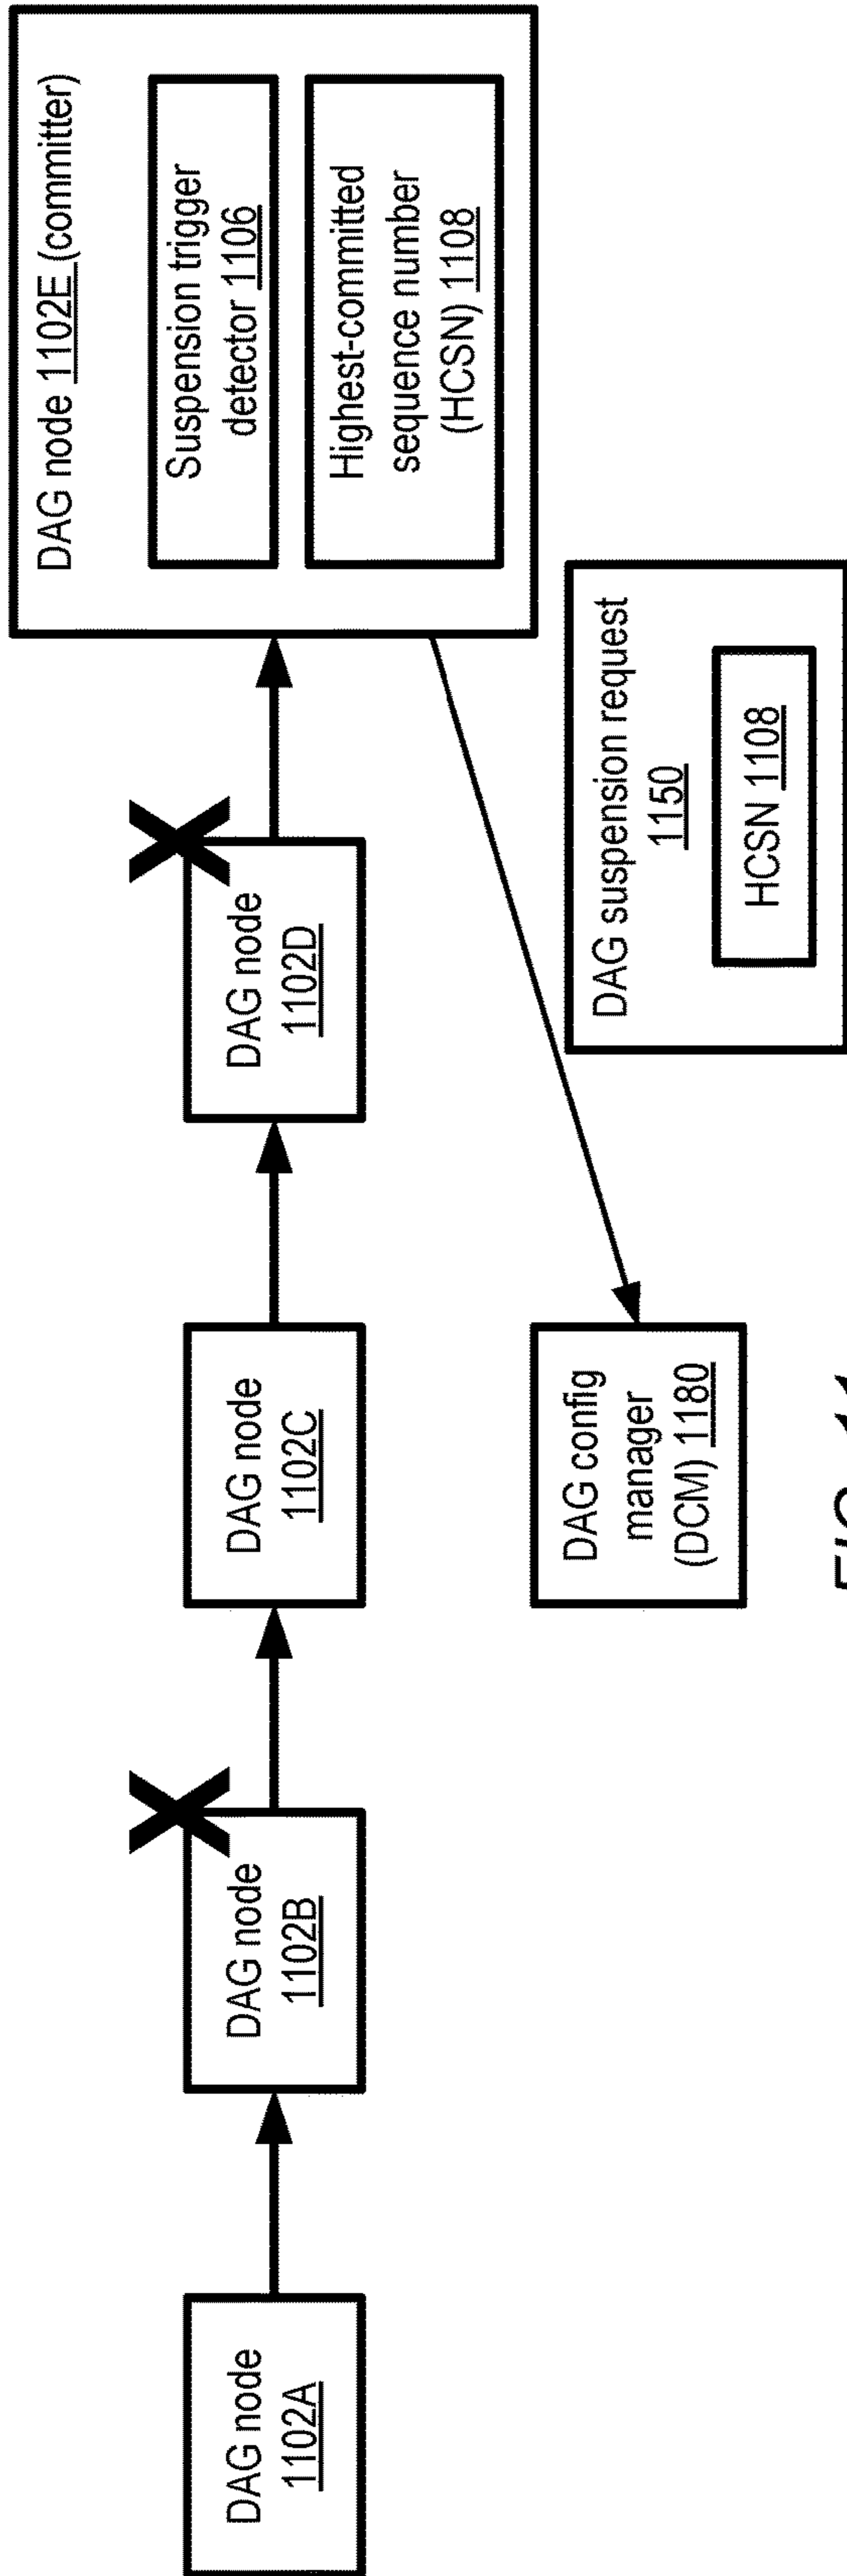 DAG node
1102A
DAG node
1102B
DAG node
1102C
DAG node
1102D
DAG node 1102E (committer)
Suspension trigger
detector 1106
Highest-committed
sequence number
(HCSN) 1108
DAG config
manager
(DCM) 1180
DAG suspension request
1150
HCSN 1108